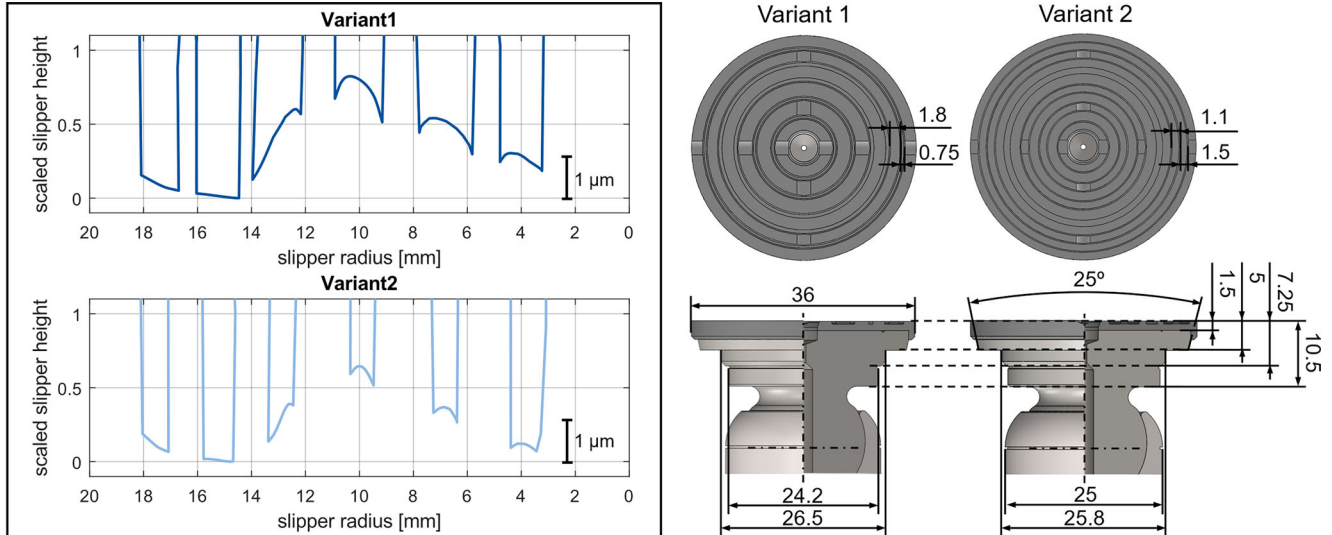 Variant1
scaled slipper height
1
0.5
0
1 µm
20 18 16 14 12 10 8 6 4 2 0
slipper radius [mm]
Variant2
scaled slipper height
1
0.5
0
1 µm
20 18 16 14 12 10 8 6 4 2 0
slipper radius [mm]
Variant 1
Variant 2
1.8
0.75
1.1
1.5
36
25º
1.5
5
7.25
10.5
24.2
26.5
25
25.8